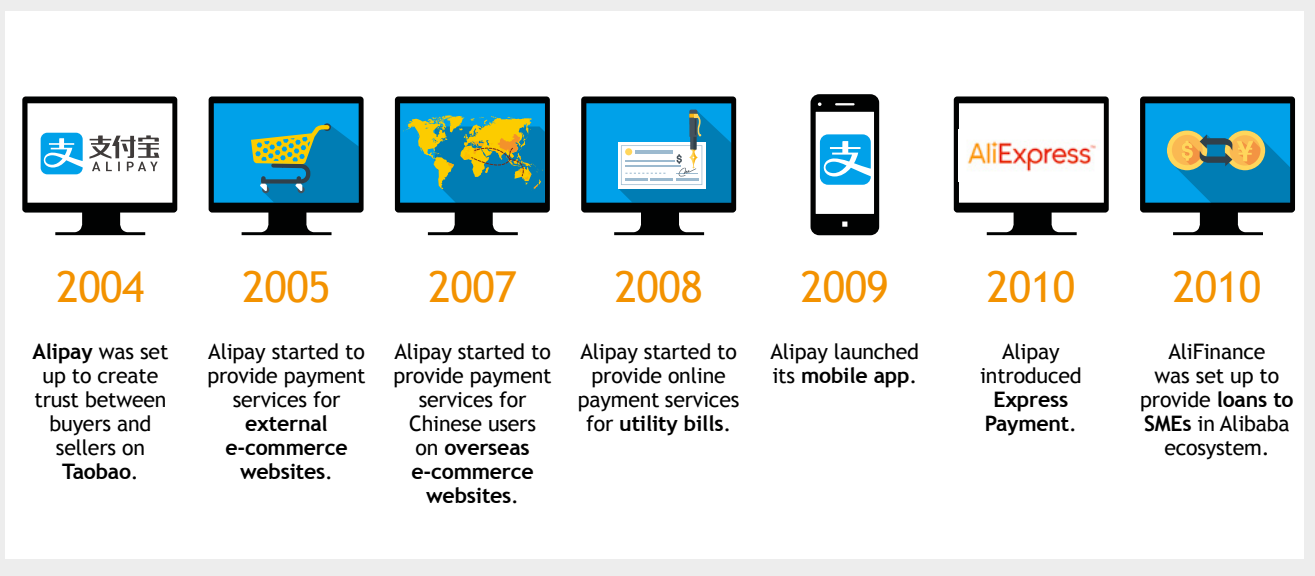 支 支付宝
ALIPAY
$
支
AliExpress™
$ ¥
2004
Alipay was set
up to create
trust between
buyers and
sellers on
Taobao.
2005
Alipay started to
provide payment
services for
external
e-commerce
websites.
2007
Alipay started to
provide payment
services for
Chinese users
on overseas
e-commerce
websites.
2008
Alipay started to
provide online
payment services
for utility bills.
2009
Alipay launched
its mobile app.
2010
Alipay
introduced
Express
Payment.
2010
AliFinance
was set up to
provide loans to
SMEs in Alibaba
ecosystem.